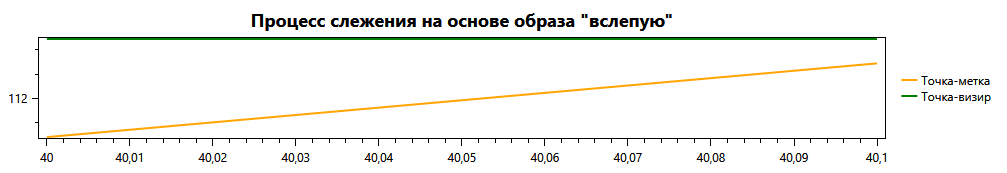 Процесс слежения на основе образа "вслепую"
112
Точка-метка
Точка-визир
40 40,01 40,02 40,03 40,04 40,05 40,06 40,07 40,08 40,09 40,1